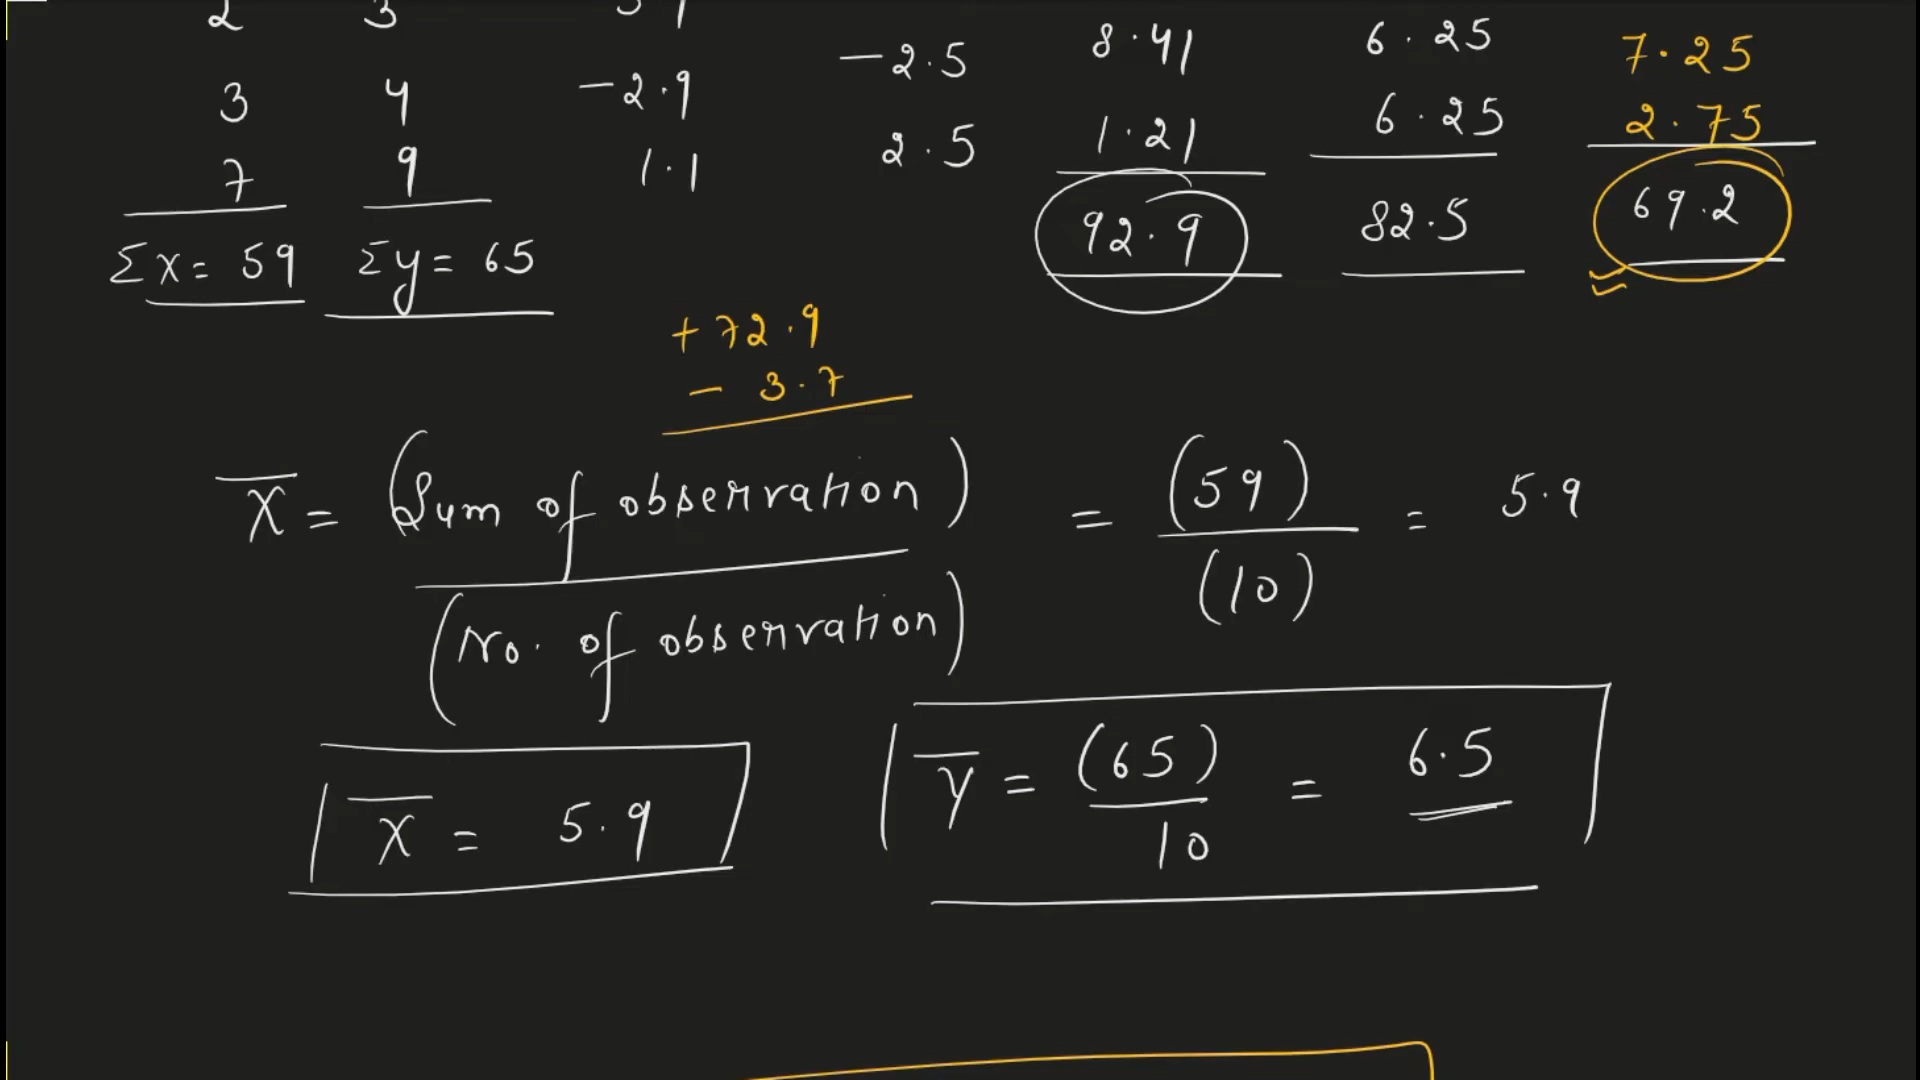 2 3
3 4 -2.9 -2.5 8.41 6.25 7.25
7 9 1.1 2.5 1.21 6.25 2.75
Σx = 59 Σy = 65 92.9 82.5 69.2
+ 72.9
- 3.7
X = (Sum of observation) = (59) = 5.9
(No. of observation) (10)
X = 5.9
Y = (65) = 6.5
10